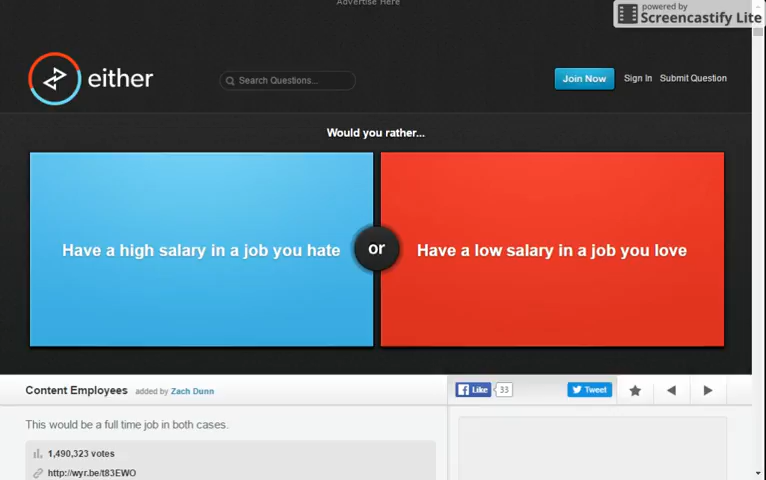 Advertise Here
powered by
Screencastify Lite
either
Search Questions...
Join Now
Sign In
Submit Question
Would you rather...
Have a high salary in a job you hate
or
Have a low salary in a job you love
Content Employees added by Zach Dunn
Like 33
Tweet
This would be a full time job in both cases.
1,490,323 votes
http://wyr.be/t83EWO